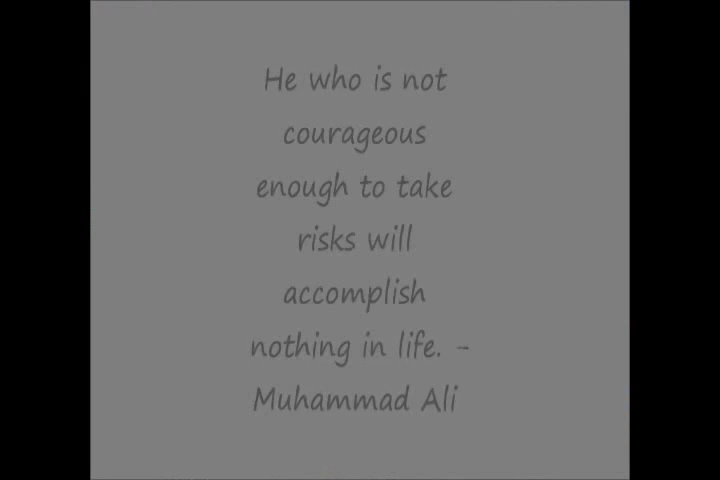 He who is not
courageous
enough to take
risks will
accomplish
nothing in life. -
Muhammad Ali